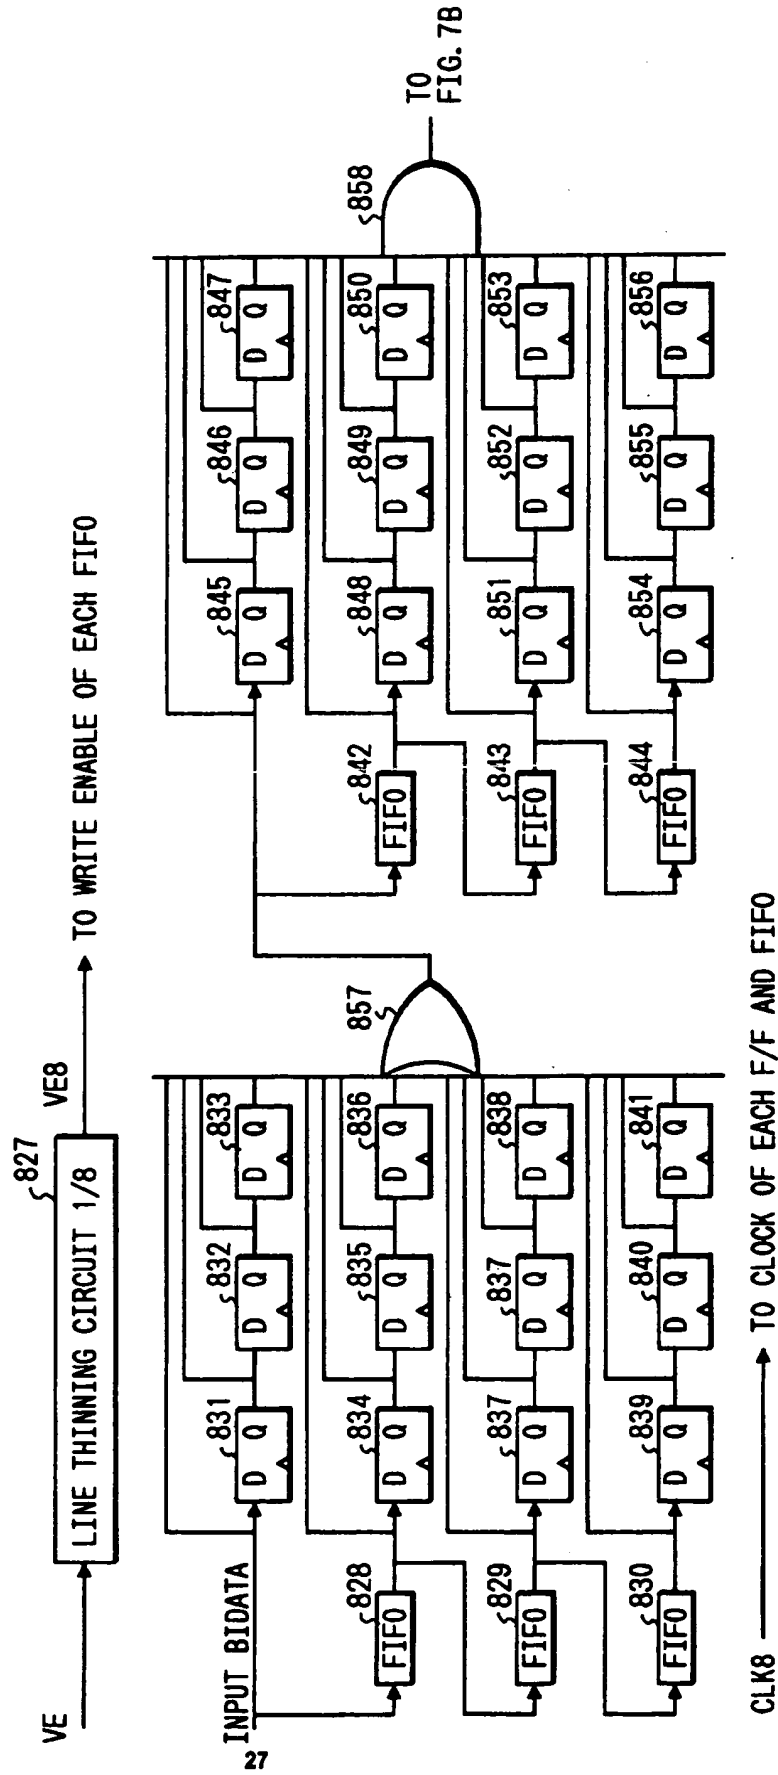 VE
827
LINE THINNING CIRCUIT 1/8
VE8
TO WRITE ENABLE OF EACH FIFO
INPUT BIDATA
27
831
D Q
832
D Q
833
D Q
828
FIFO
834
D Q
835
D Q
836
D Q
829
FIFO
837
D Q
837
D Q
838
D Q
830
FIFO
839
D Q
840
D Q
841
D Q
857
845
D Q
846
D Q
847
D Q
842
FIFO
848
D Q
849
D Q
850
D Q
843
FIFO
851
D Q
852
D Q
853
D Q
844
FIFO
854
D Q
855
D Q
856
D Q
858
TO
FIG. 7B
CLK8
TO CLOCK OF EACH F/F AND FIFO